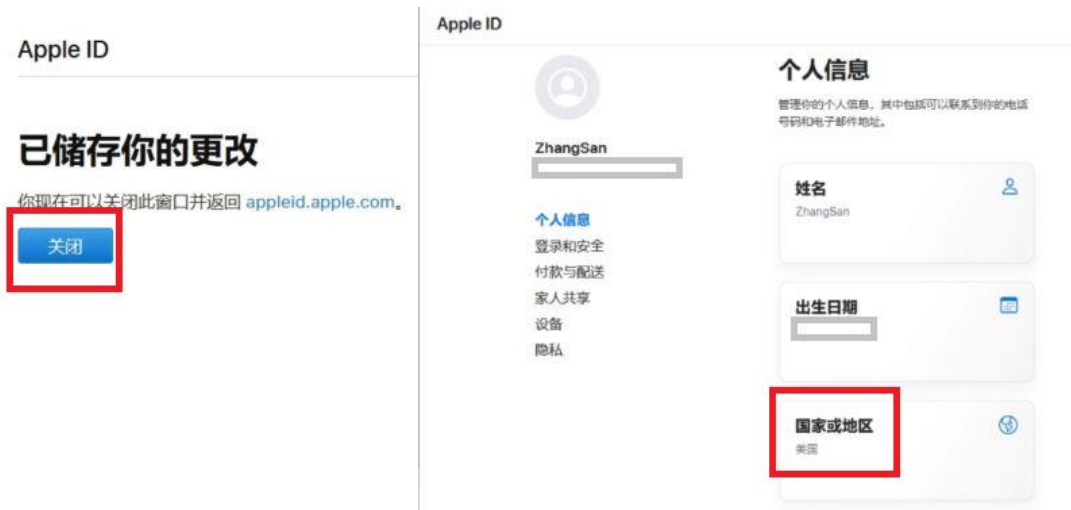 Apple ID
已储存你的更改
你现在可以关闭此窗口并返回 appleid.apple.com。
关闭
Apple ID
ZhangSan
个人信息
登录和安全
付款与配送
家人共享
设备
隐私
个人信息
管理你的个人信息，其中包括可以联系到你的电话
号码和电子邮件地址。
姓名
ZhangSan
出生日期
国家或地区
美国